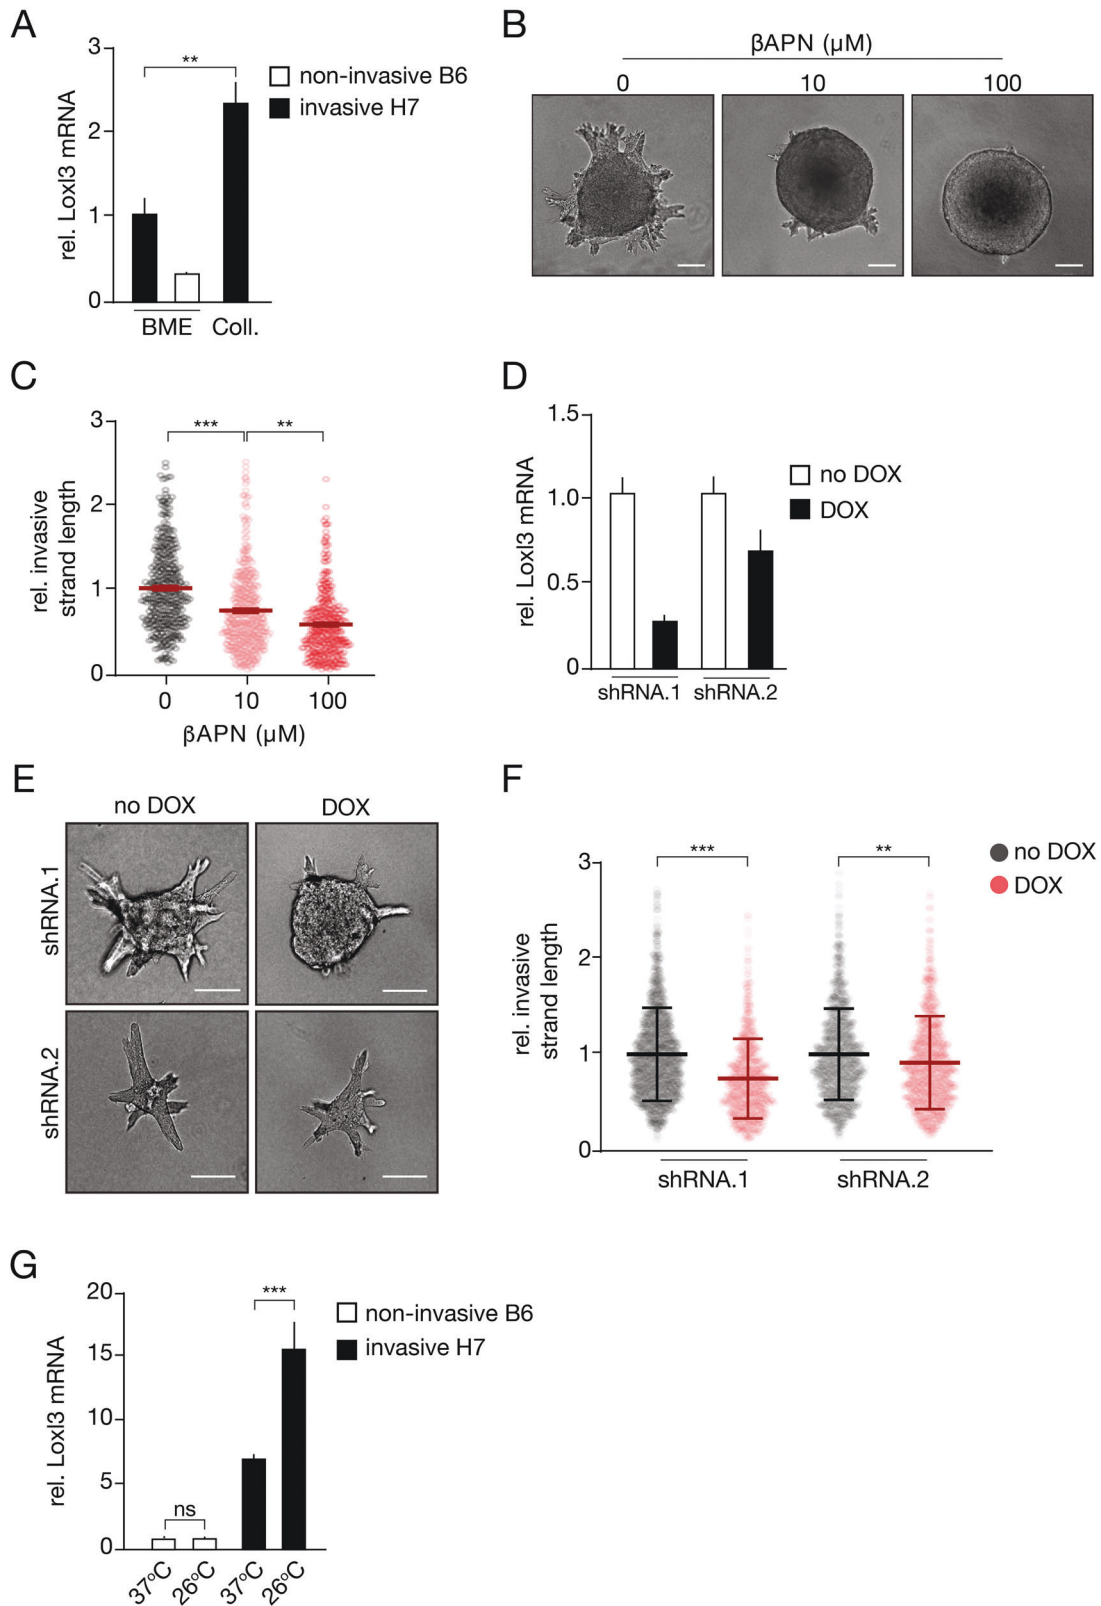 A
3
2
1
0
rel. Loxl3 mRNA
**
BME
Coll.
non-invasive B6
invasive H7
B
βAPN (μM)
0
10
100
C
3
2
1
0
rel. invasive
strand length
***
**
0
10
100
βAPN (μM)
D
1.5
1.0
0.5
0
rel. Loxl3 mRNA
shRNA.1
shRNA.2
no DOX
DOX
E
no DOX
DOX
shRNA.1
shRNA.2
F
3
2
1
0
rel. invasive
strand length
***
**
shRNA.1
shRNA.2
no DOX
DOX
G
20
15
10
5
0
rel. Loxl3 mRNA
ns
***
37ºC
26ºC
37ºC
26ºC
non-invasive B6
invasive H7